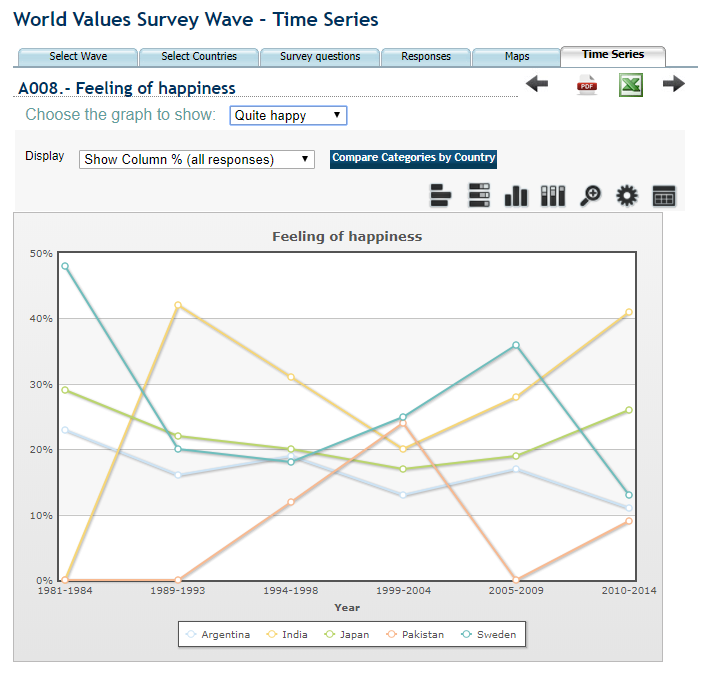 World Values Survey Wave - Time Series
Select Wave Select Countries Survey questions Responses Maps Time Series
A008.- Feeling of happiness
PDF
Choose the graph to show: Quite happy
Display Show Column % (all responses) Compare Categories by Country
Feeling of happiness
50%
40%
30%
20%
10%
0%
1981-1984 1989-1993 1994-1998 1999-2004 2005-2009 2010-2014
Year
Argentina India Japan Pakistan Sweden